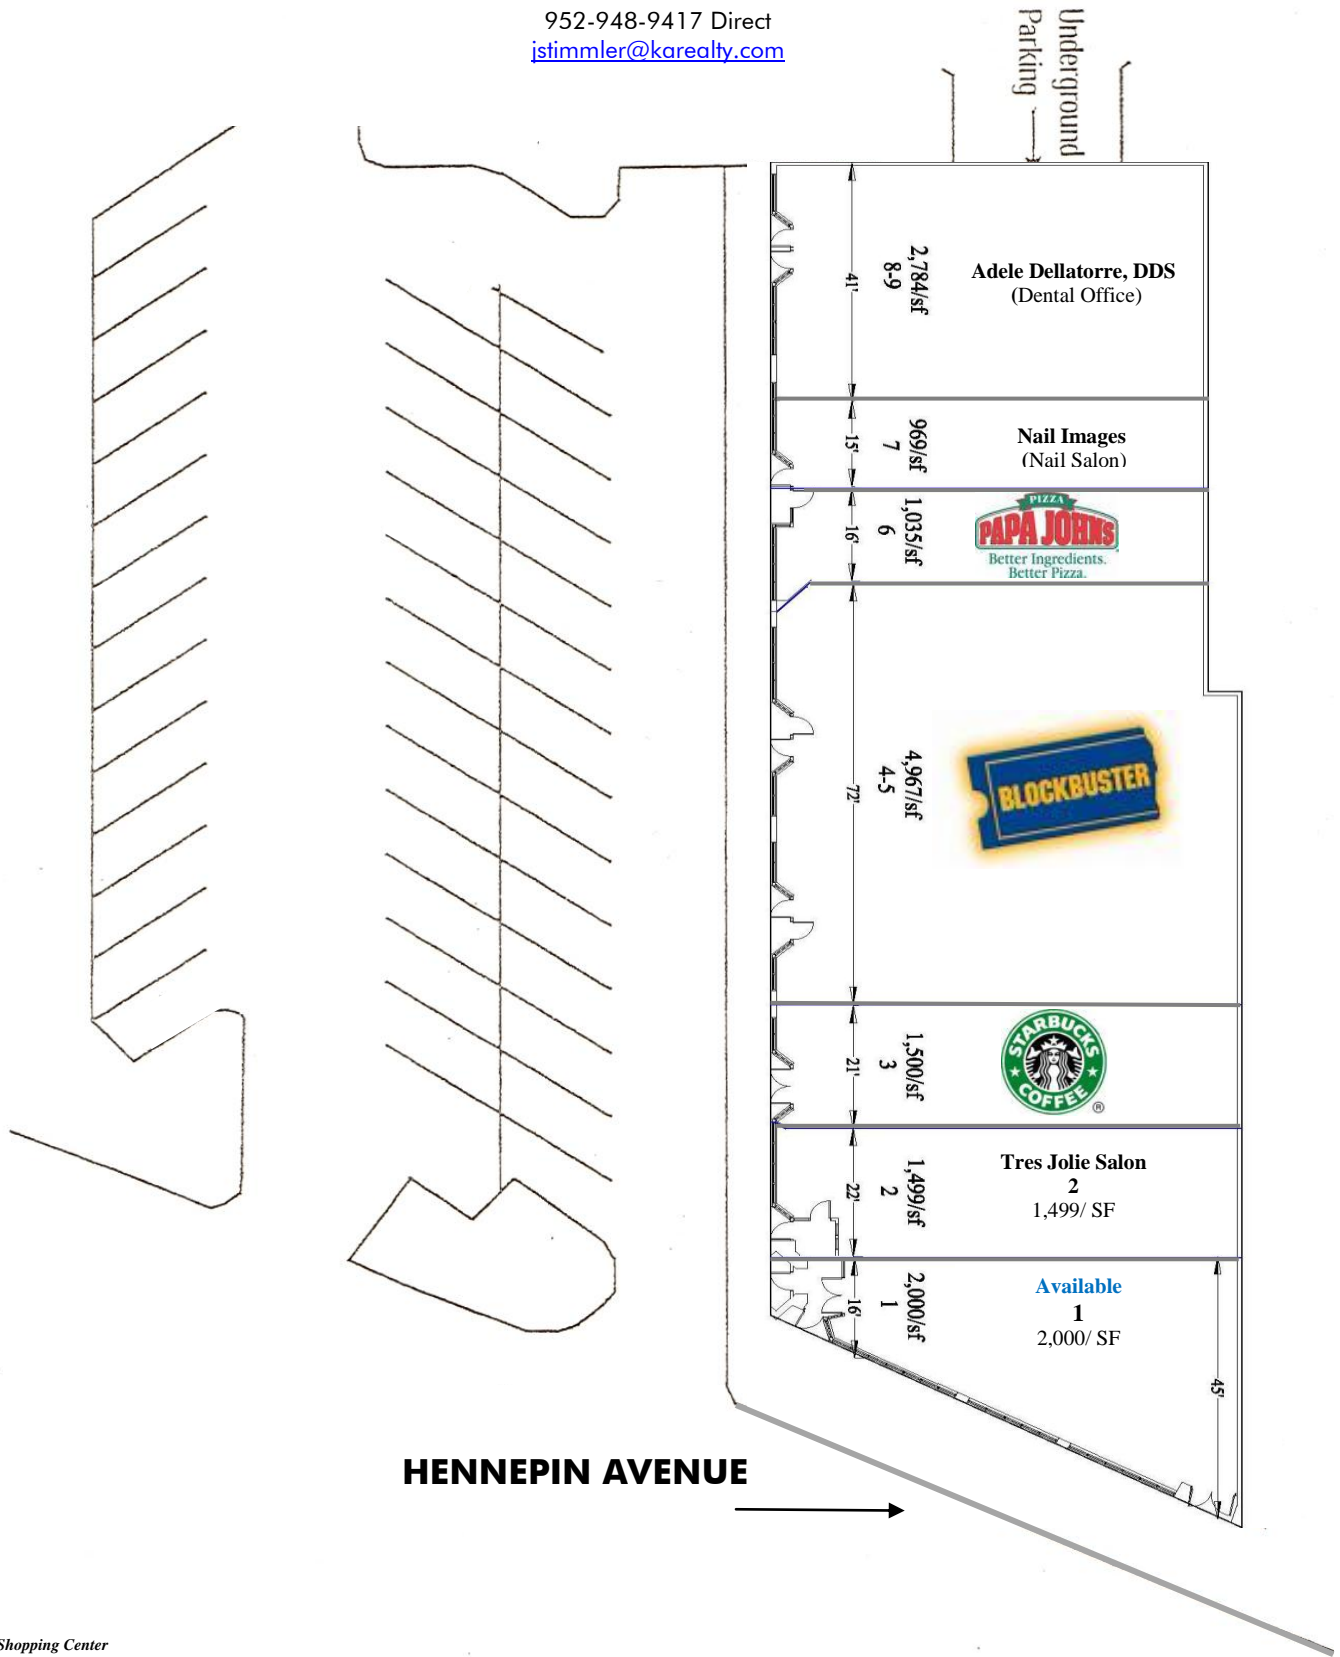 952-948-9417 Direct
jstimmler@karealty.com
Underground
Parking
41'
2,784/sf
8-9
Adele Dellatorre, DDS
(Dental Office)
15'
969/sf
7
Nail Images
(Nail Salon)
16'
1,035/sf
6
PIZZA
PAPA JOHNS
Better Ingredients.
Better Pizza.
72'
4,967/sf
4-5
BLOCKBUSTER
21'
1,500/sf
3
STARBUCKS
COFFEE
®
22'
1,499/sf
2
Tres Jolie Salon
2
1,499/ SF
16'
2,000/sf
1
Available
1
2,000/ SF
45'
HENNEPIN AVENUE
Shopping Center